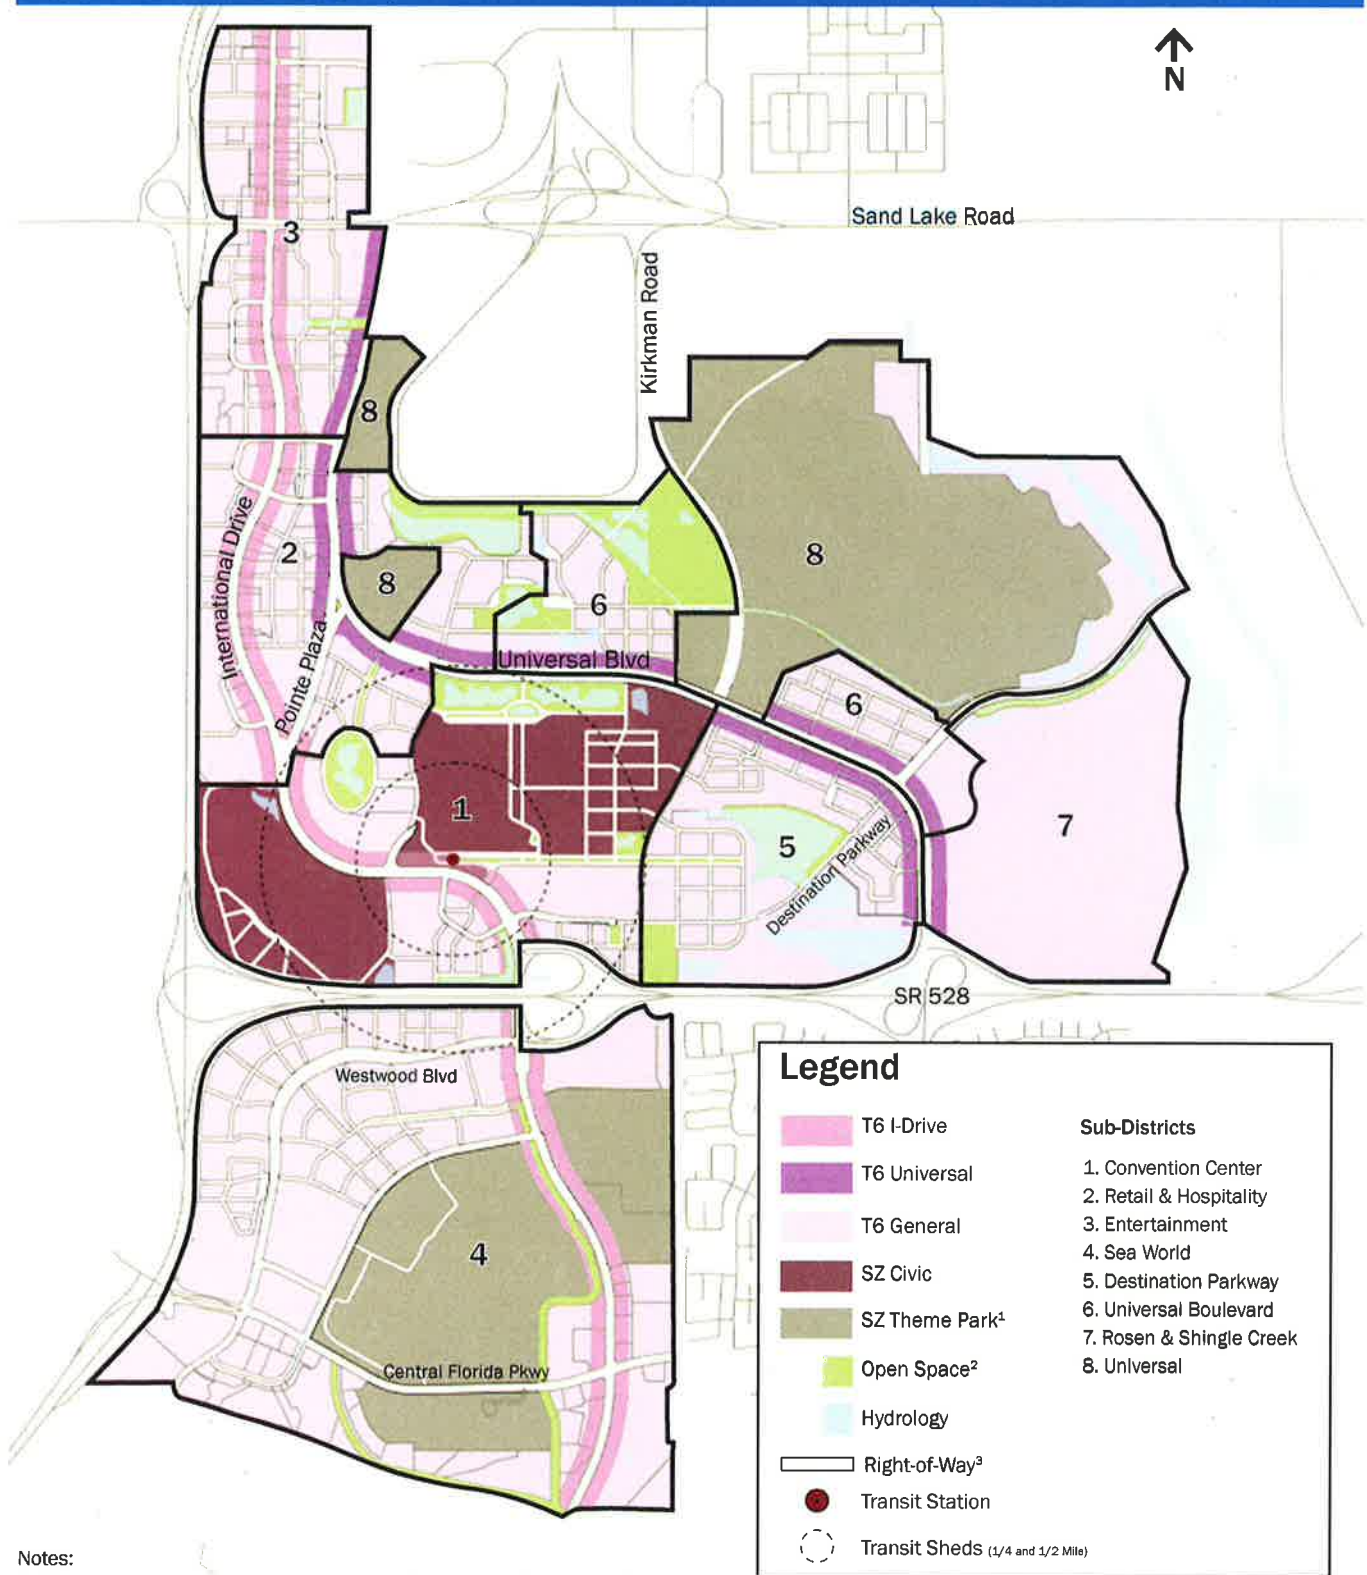 N
Sand Lake Road
3
Kirkman Road
8
International Drive
2
8
8
6
Pointe Plaza
Universal Blvd
6
1
7
5
Destination Parkway
SR 528
Westwood Blvd
4
Central Florida Pkwy
Legend
T6 I-Drive
T6 Universal
T6 General
SZ Civic
SZ Theme Park¹
Open Space²
Hydrology
Right-of-Way³
Transit Station
Transit Sheds (1/4 and 1/2 Mile)
Sub-Districts
1. Convention Center
2. Retail & Hospitality
3. Entertainment
4. Sea World
5. Destination Parkway
6. Universal Boulevard
7. Rosen & Shingle Creek
8. Universal
Notes: